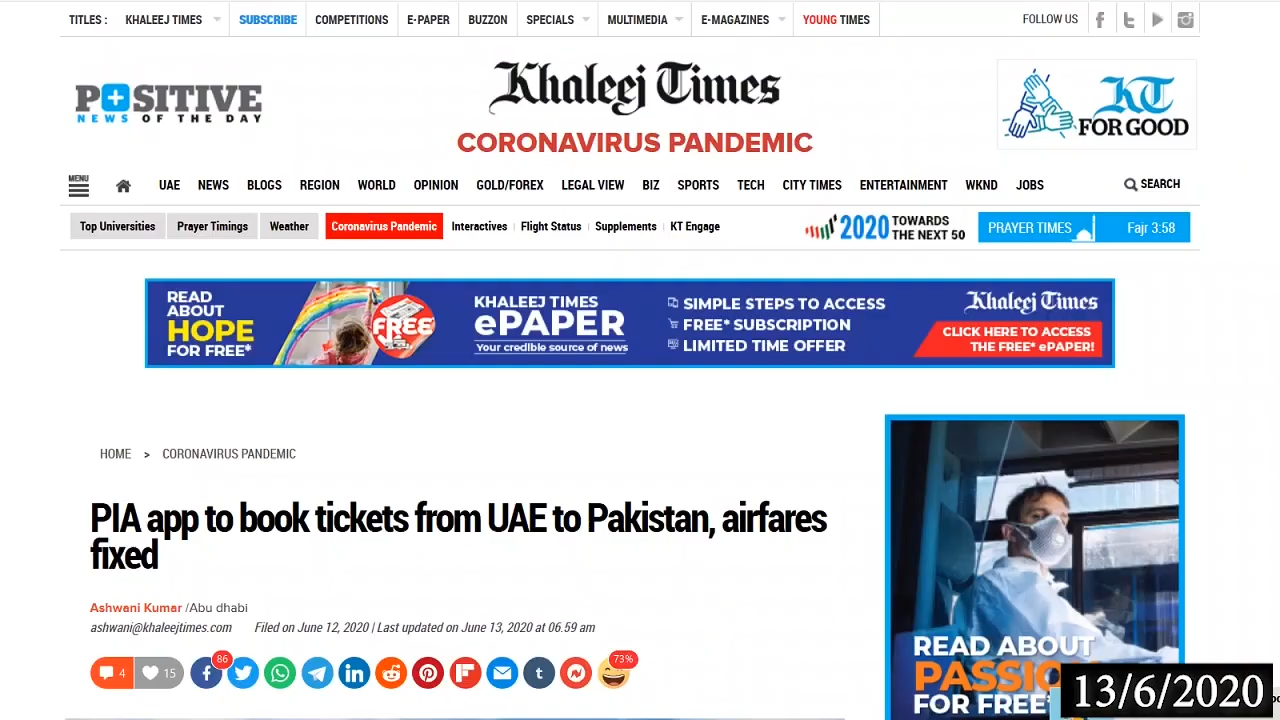 TITLES : KHALEEJ TIMES SUBSCRIBE COMPETITIONS E-PAPER BUZZON SPECIALS MULTIMEDIA E-MAGAZINES YOUNG TIMES FOLLOW US
POSITIVE
NEWS OF THE DAY
Khaleej Times
CORONAVIRUS PANDEMIC
KT
FOR GOOD
MENU
UAE NEWS BLOGS REGION WORLD OPINION GOLD/FOREX LEGAL VIEW BIZ SPORTS TECH CITY TIMES ENTERTAINMENT WKND JOBS SEARCH
Top Universities Prayer Timings Weather Coronavirus Pandemic Interactives Flight Status Supplements KT Engage
2020 TOWARDS
THE NEXT 50
PRAYER TIMES Fajr 3:58
READ
ABOUT
HOPE
FOR FREE*
FREE
KHALEEJ TIMES
ePAPER
Your credible source of news
SIMPLE STEPS TO ACCESS
FREE* SUBSCRIPTION
LIMITED TIME OFFER
Khaleej Times
CLICK HERE TO ACCESS
THE FREE* ePAPER!
HOME > CORONAVIRUS PANDEMIC
PIA app to book tickets from UAE to Pakistan, airfares
fixed
Ashwani Kumar /Abu dhabi
ashwani@khaleejtimes.com Filed on June 12, 2020 | Last updated on June 13, 2020 at 06.59 am
4 15 86 73%
READ ABOUT
PASSIO
FOR FREE*
13/6/2020